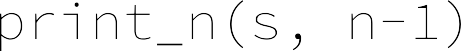 print_n(s, n-1)